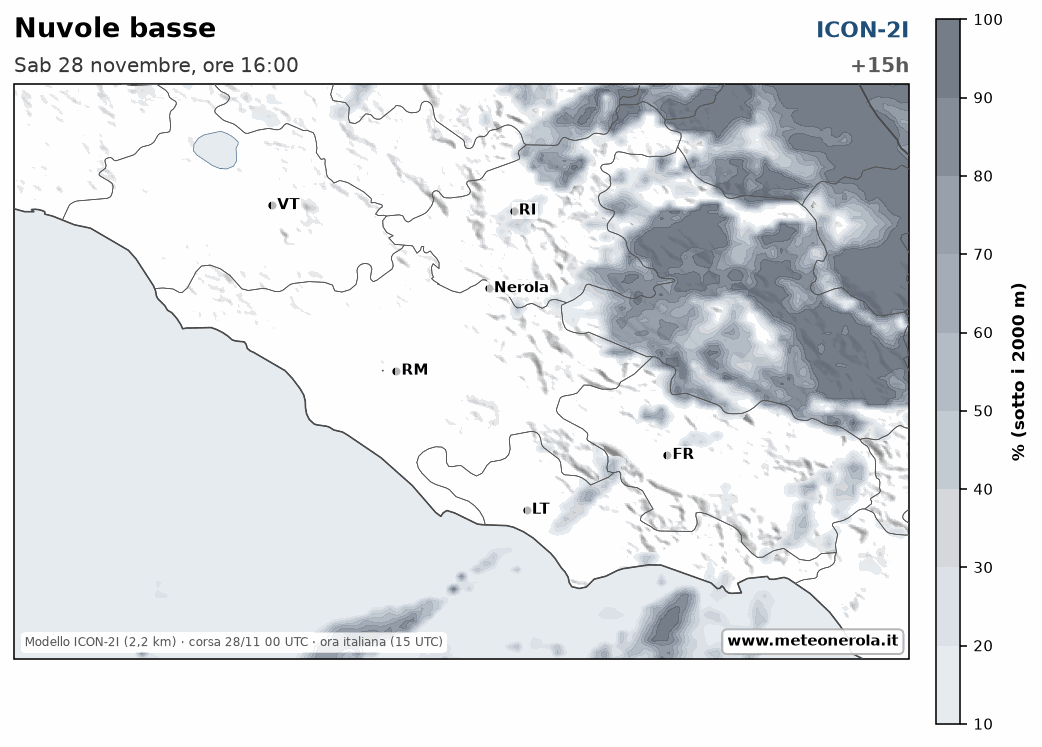 Nuvole basse
ICON-2I
Sab 28 novembre, ore 16:00
+15h
VT
RI
Nerola
RM
FR
LT
Modello ICON-2I (2,2 km) · corsa 28/11 00 UTC · ora italiana (15 UTC)
www.meteonerola.it
100
90
80
70
60
50
40
30
20
10
% (sotto i 2000 m)